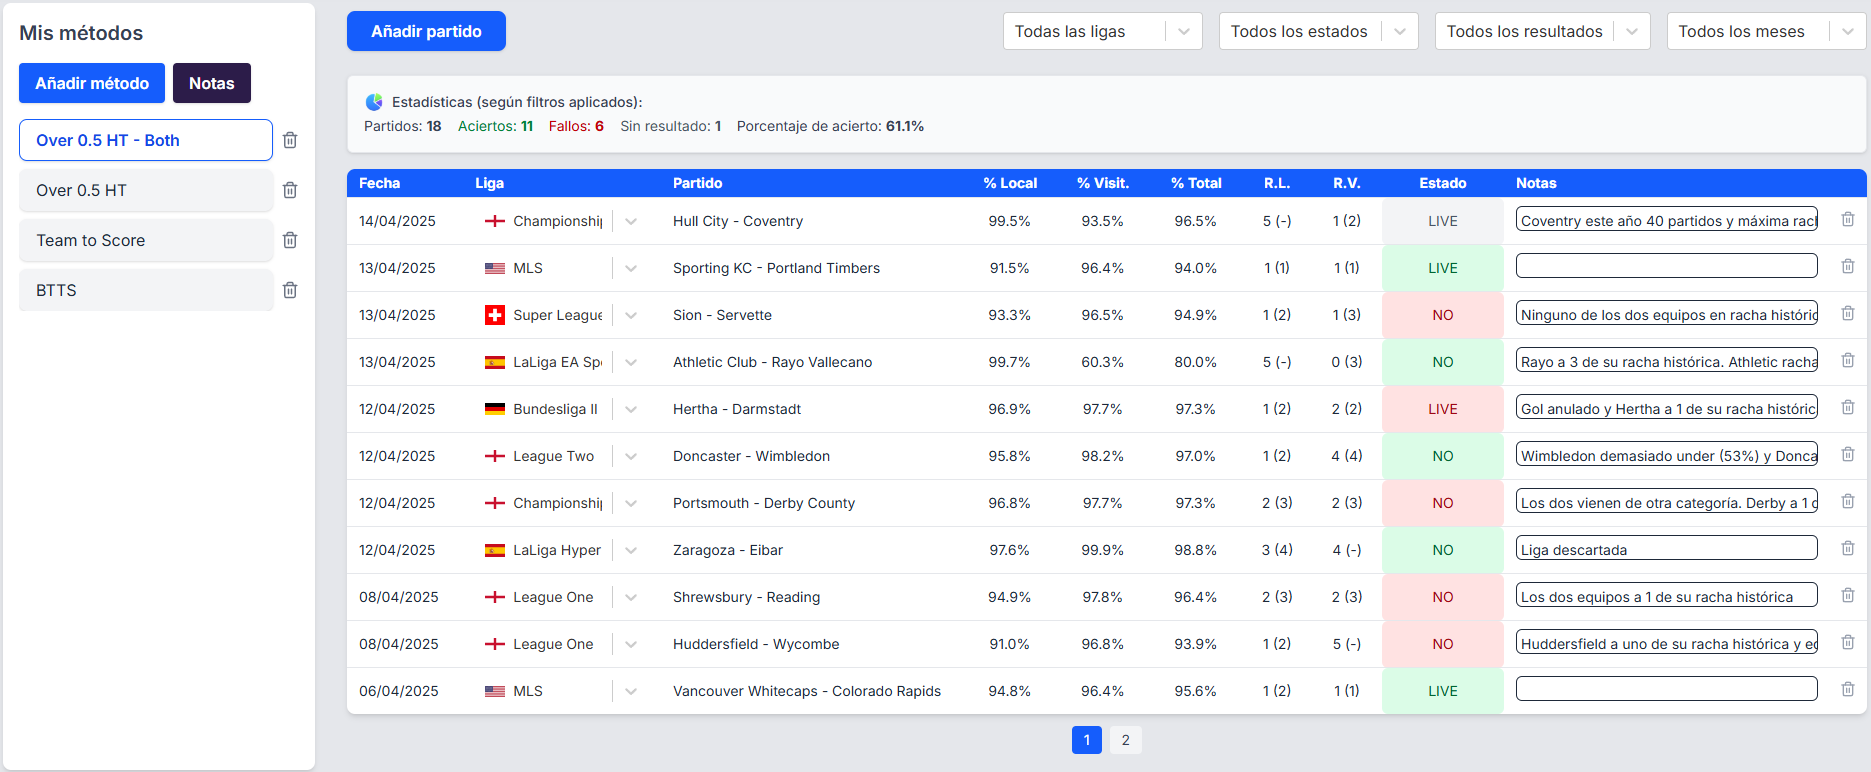 Mis métodos
Añadir método Notas
Over 0.5 HT - Both
Over 0.5 HT
Team to Score
BTTS
Añadir partido Todas las ligas Todos los estados Todos los resultados Todos los meses
Estadísticas (según filtros aplicados):
Partidos: 18 Aciertos: 11 Fallos: 6 Sin resultado: 1 Porcentaje de acierto: 61.1%
Fecha Liga Partido % Local % Visit. % Total R.L. R.V. Estado Notas
14/04/2025 Championship Hull City - Coventry 99.5% 93.5% 96.5% 5 (-) 1 (2) LIVE Coventry este año 40 partidos y máxima rach
13/04/2025 MLS Sporting KC - Portland Timbers 91.5% 96.4% 94.0% 1 (1) 1 (1) LIVE
13/04/2025 Super League Sion - Servette 93.3% 96.5% 94.9% 1 (2) 1 (3) NO Ninguno de los dos equipos en racha históric
13/04/2025 LaLiga EA Spo Athletic Club - Rayo Vallecano 99.7% 60.3% 80.0% 5 (-) 0 (3) NO Rayo a 3 de su racha histórica. Athletic racha
12/04/2025 Bundesliga II Hertha - Darmstadt 96.9% 97.7% 97.3% 1 (2) 2 (2) LIVE Gol anulado y Hertha a 1 de su racha históric
12/04/2025 League Two Doncaster - Wimbledon 95.8% 98.2% 97.0% 1 (2) 4 (4) NO Wimbledon demasiado under (53%) y Donca
12/04/2025 Championship Portsmouth - Derby County 96.8% 97.7% 97.3% 2 (3) 2 (3) NO Los dos vienen de otra categoría. Derby a 1 d
12/04/2025 LaLiga Hyper Zaragoza - Eibar 97.6% 99.9% 98.8% 3 (4) 4 (-) NO Liga descartada
08/04/2025 League One Shrewsbury - Reading 94.9% 97.8% 96.4% 2 (3) 2 (3) NO Los dos equipos a 1 de su racha histórica
08/04/2025 League One Huddersfield - Wycombe 91.0% 96.8% 93.9% 1 (2) 5 (-) NO Huddersfield a uno de su racha histórica y eq
06/04/2025 MLS Vancouver Whitecaps - Colorado Rapids 94.8% 96.4% 95.6% 1 (2) 1 (1) LIVE
1 2